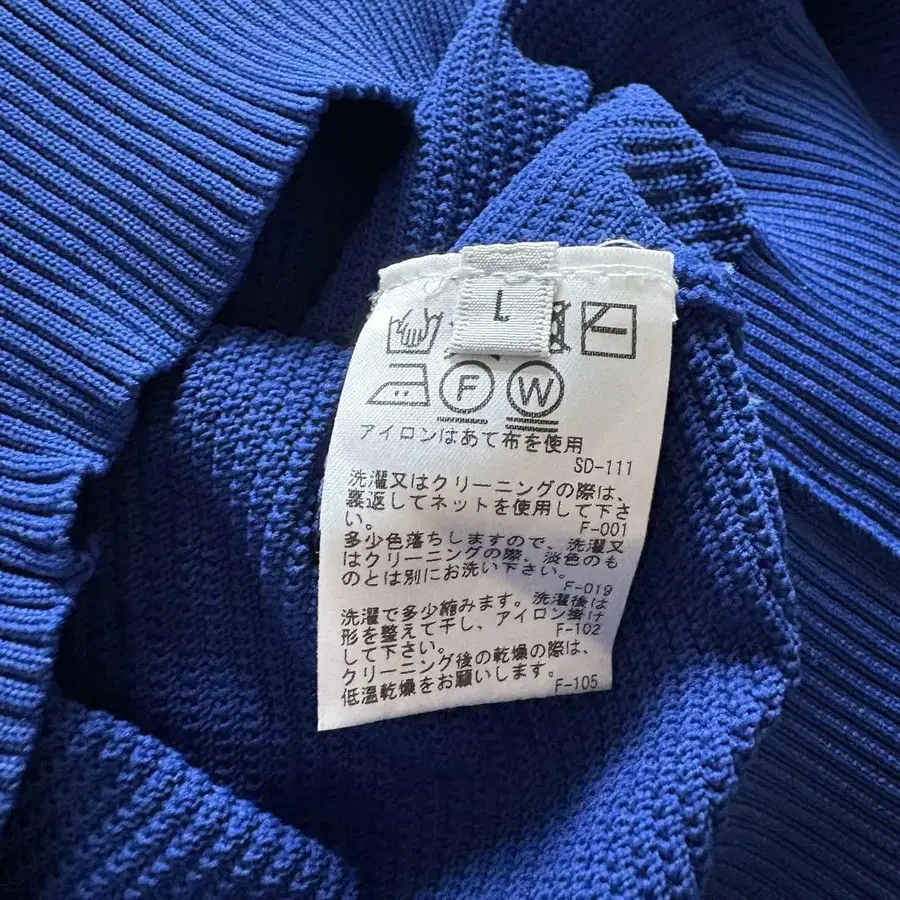 L
F W
アイロンはあて布を使用
SD-111
洗濯又はクリーニングの際は、
裏返してネットを使用して下さ
い。
F-001
多少色落ちしますので、洗濯又
はクリーニングの際、淡色のも
のとは別にお洗い下さい。
F-019
洗濯で多少縮みます。洗濯後は
形を整えて干し、アイロン掛け
して下さい。
F-102
クリーニング後の乾燥の際は、
低温乾燥をお願いします。
F-105